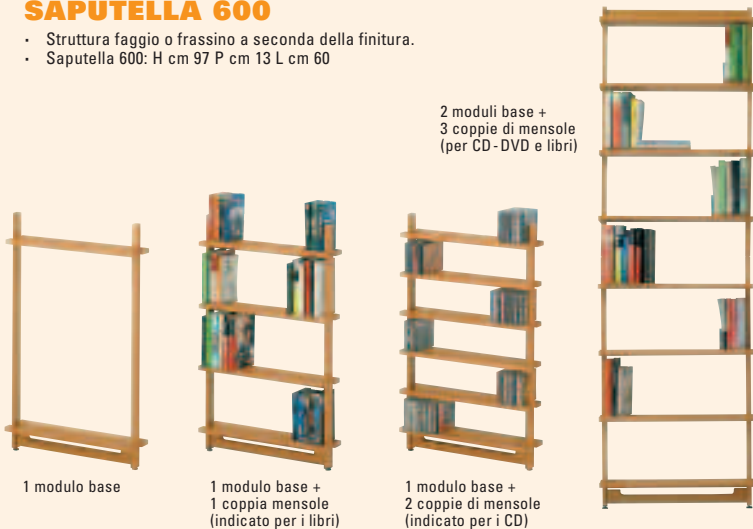 SAPUTELLA 600
· Struttura faggio o frassino a seconda della finitura.
· Saputella 600: H cm 97 P cm 13 L cm 60
2 moduli base +
3 coppie di mensole
(per CD-DVD e libri)
1 modulo base
1 modulo base +
1 coppia mensole
(indicato per i libri)
1 modulo base +
2 coppie di mensole
(indicato per i CD)